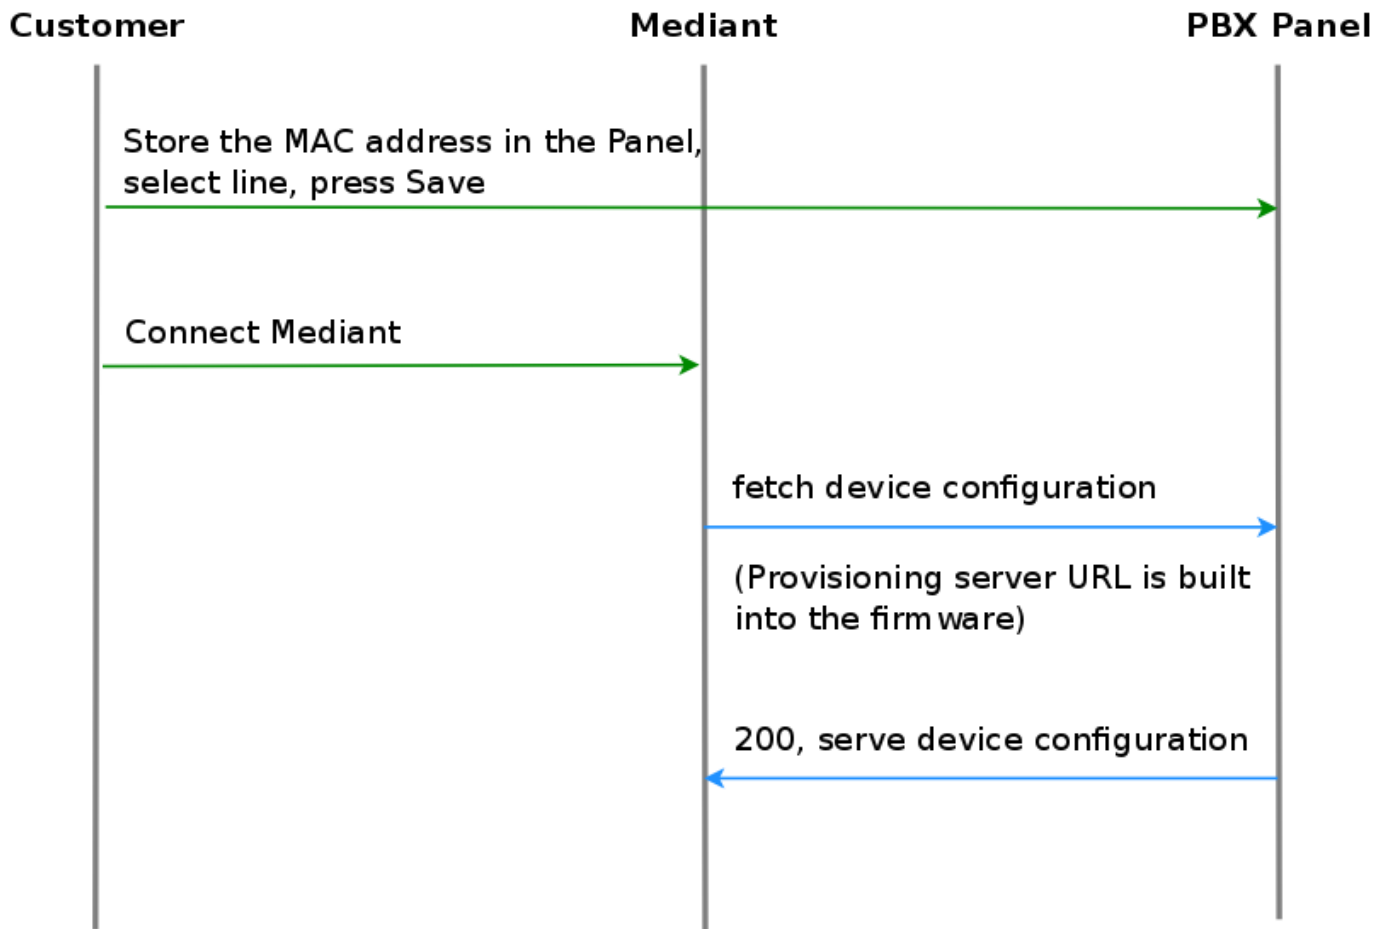 Customer Mediant PBX Panel
Store the MAC address in the Panel,
select line, press Save
Connect Mediant
fetch device configuration
(Provisioning server URL is built
into the firmware)
200, serve device configuration